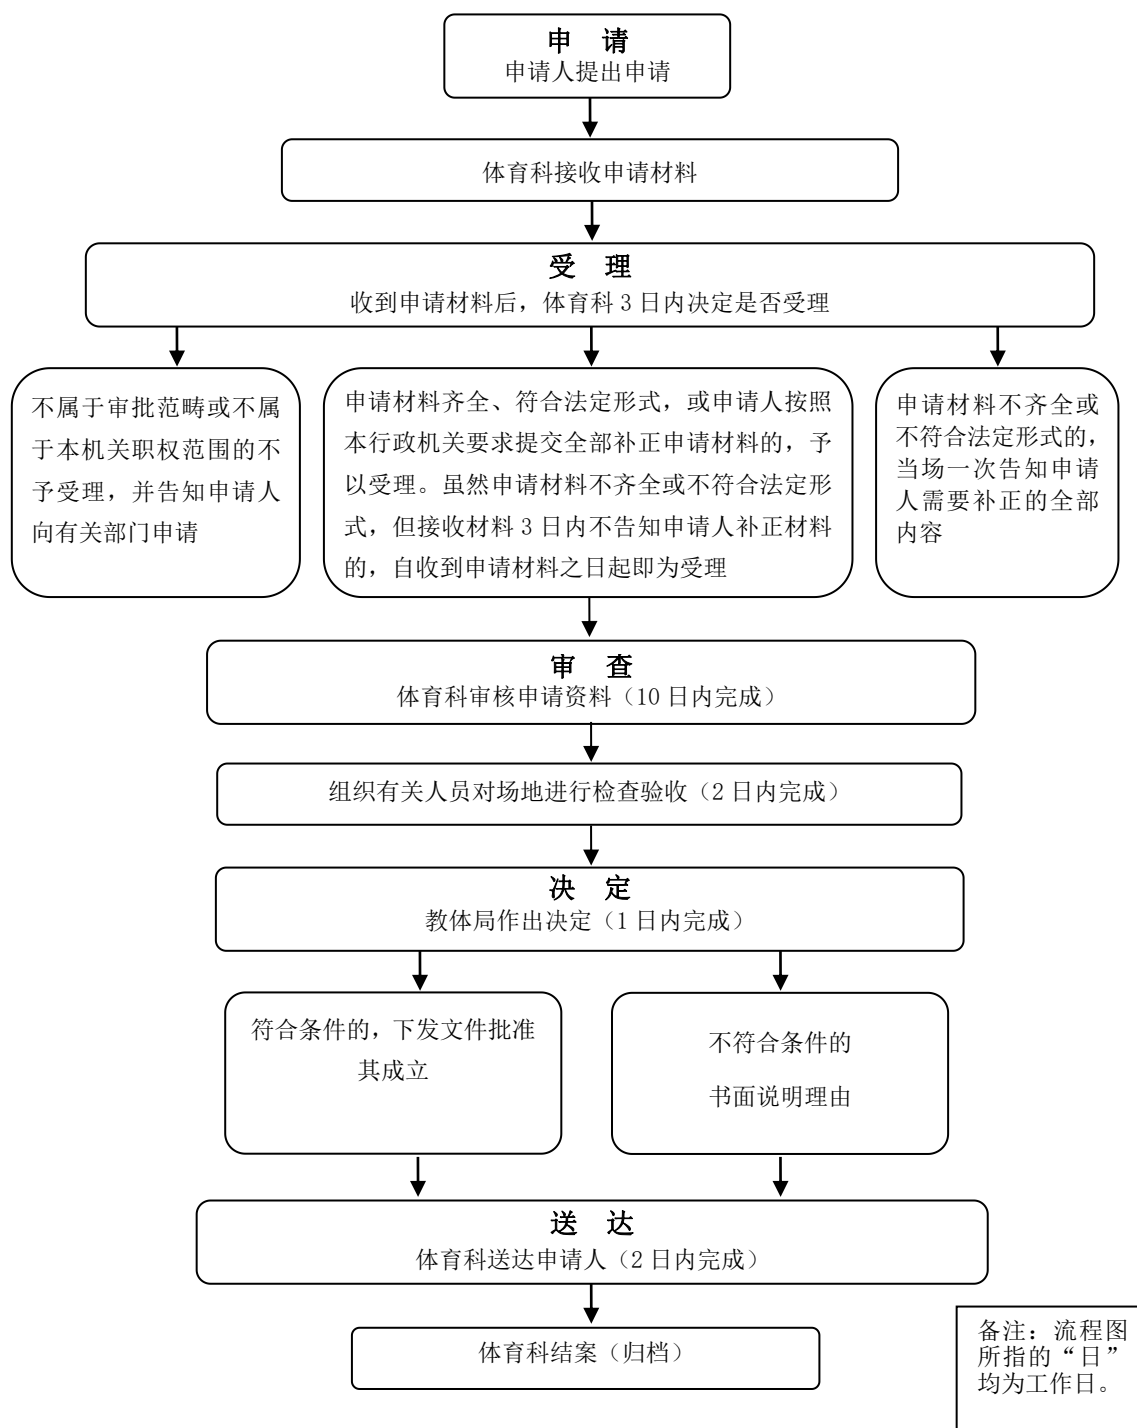 申 请
申请人提出申请
体育科接收申请材料
受 理
收到申请材料后，体育科 3 日内决定是否受理
不属于审批范畴或不属
于本机关职权范围的不
予受理，并告知申请人
向有关部门申请
申请材料齐全、符合法定形式，或申请人按照
本行政机关要求提交全部补正申请材料的，予
以受理。虽然申请材料不齐全或不符合法定形
式，但接收材料 3 日内不告知申请人补正材料
的，自收到申请材料之日起即为受理
申请材料不齐全或
不符合法定形式的，
当场一次告知申请
人需要补正的全部
内容
审 查
体育科审核申请资料（10 日内完成）
组织有关人员对场地进行检查验收（2 日内完成）
决 定
教体局作出决定（1 日内完成）
符合条件的，下发文件批准
其成立
不符合条件的
书面说明理由
送 达
体育科送达申请人（2 日内完成）
体育科结案（归档）
备注：流程图
所指的“日”
均为工作日。